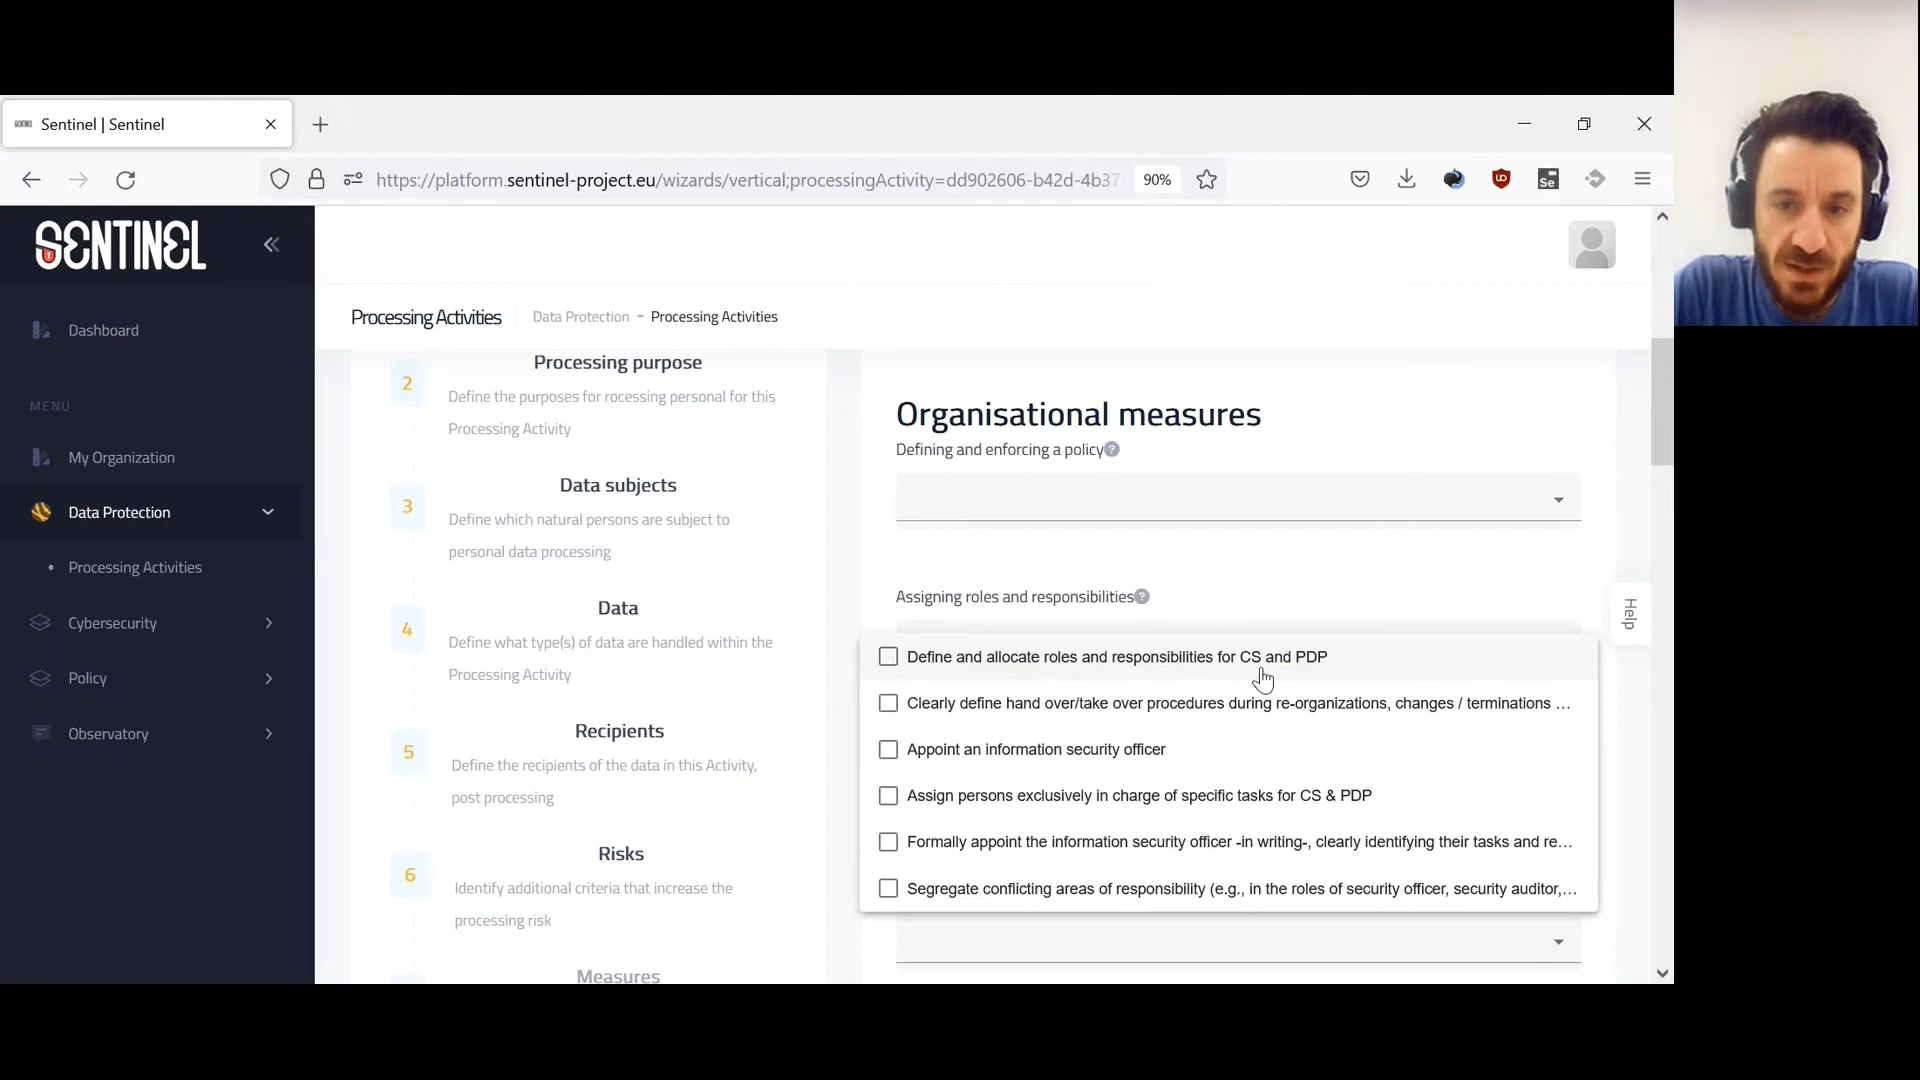 Sentinel | Sentinel
https://platform.sentinel-project.eu/wizards/vertical;processingActivity=dd902606-b42d-4b37
90%
SENTINEL
Dashboard
MENU
My Organization
Data Protection
Processing Activities
Cybersecurity
Policy
Observatory
Processing Activities
Data Protection - Processing Activities
2
Processing purpose
Define the purposes for rocessing personal for this
Processing Activity
3
Data subjects
Define which natural persons are subject to
personal data processing
4
Data
Define what type(s) of data are handled within the
Processing Activity
5
Recipients
Define the recipients of the data in this Activity,
post processing
6
Risks
Identify additional criteria that increase the
processing risk
Measures
Organisational measures
Defining and enforcing a policy?
Assigning roles and responsibilities?
Define and allocate roles and responsibilities for CS and PDP
Clearly define hand over/take over procedures during re-organizations, changes / terminations ...
Appoint an information security officer
Assign persons exclusively in charge of specific tasks for CS & PDP
Formally appoint the information security officer -in writing-, clearly identifying their tasks and re...
Segregate conflicting areas of responsibility (e.g., in the roles of security officer, security auditor,...
Help